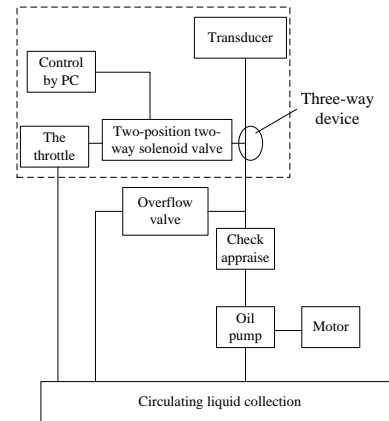 Transducer
Control
by PC
Three-way
device
The
throttle
Two-position two-
way solenoid valve
Overflow
valve
Check
appraise
Oil
pump
Motor
Circulating liquid collection